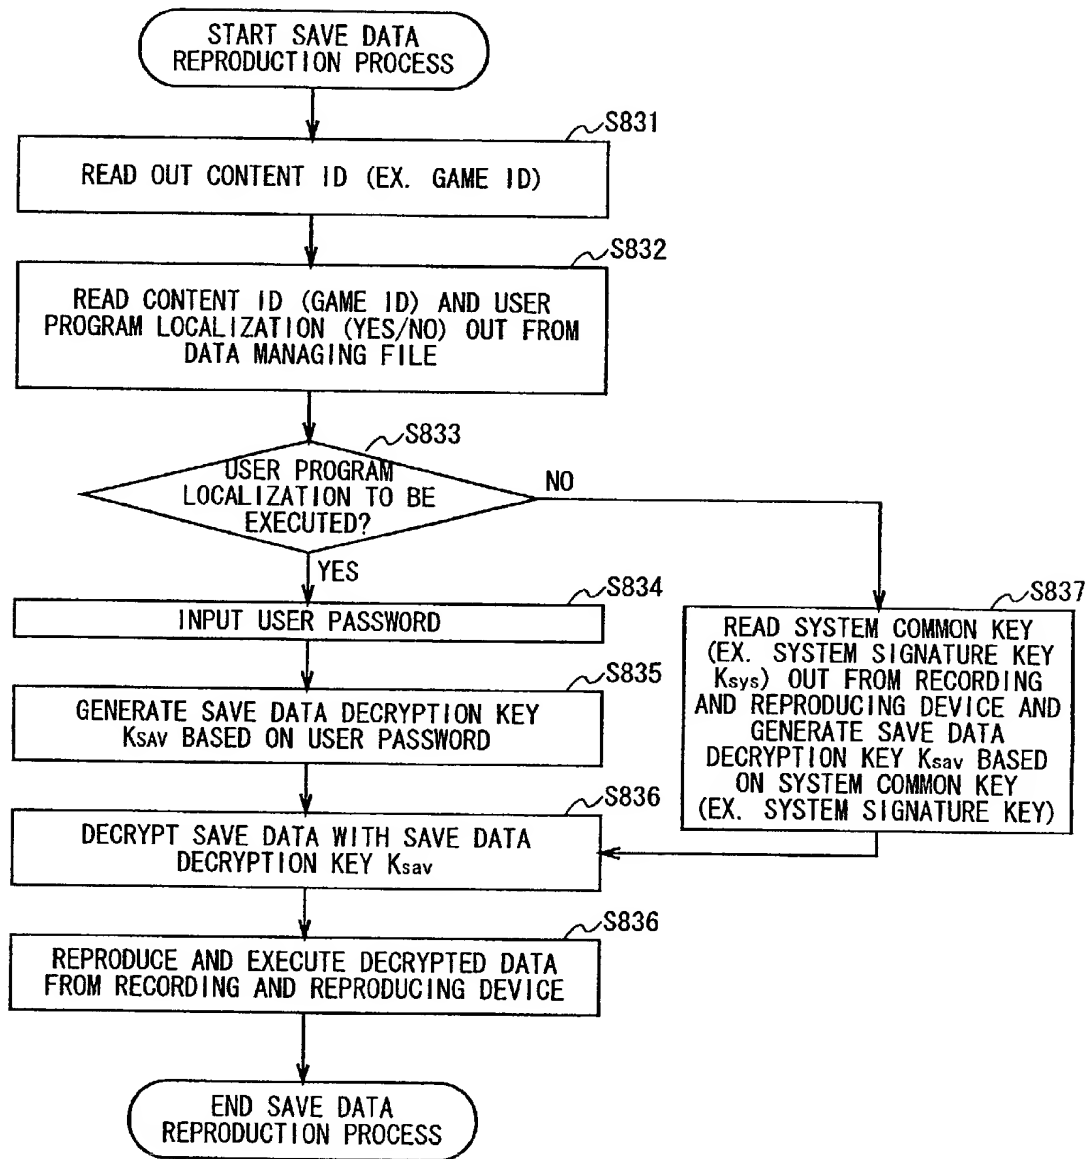 START SAVE DATA
REPRODUCTION PROCESS
S831
READ OUT CONTENT ID (EX. GAME ID)
S832
READ CONTENT ID (GAME ID) AND USER
PROGRAM LOCALIZATION (YES/NO) OUT FROM
DATA MANAGING FILE
S833
USER PROGRAM
LOCALIZATION TO BE
EXECUTED?
NO
YES
S834
INPUT USER PASSWORD
S835
GENERATE SAVE DATA DECRYPTION KEY
KSAV BASED ON USER PASSWORD
S837
READ SYSTEM COMMON KEY
(EX. SYSTEM SIGNATURE KEY
Ksys) OUT FROM RECORDING
AND REPRODUCING DEVICE AND
GENERATE SAVE DATA
DECRYPTION KEY Ksav BASED
ON SYSTEM COMMON KEY
(EX. SYSTEM SIGNATURE KEY)
S836
DECRYPT SAVE DATA WITH SAVE DATA
DECRYPTION KEY Ksav
S836
REPRODUCE AND EXECUTE DECRYPTED DATA
FROM RECORDING AND REPRODUCING DEVICE
END SAVE DATA
REPRODUCTION PROCESS